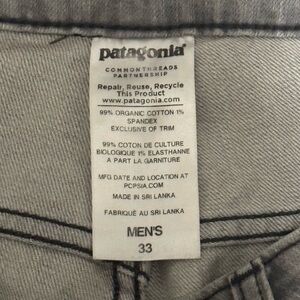 patagonia®
COMMONTHREADS
PARTNERSHIP
Repair, Reuse, Recycle
This Product
www.patagonia.com
99% ORGANIC COTTON 1%
SPANDEX
EXCLUSIVE OF TRIM
99% COTON DE CULTURE
BIOLOGIQUE 1% ELASTHANNE
A PART LA GARNITURE
MFG DATE AND LOCATION AT
PCPSIA.COM
MADE IN SRI LANKA
FABRIQUÉ AU SRI LANKA
MEN'S
33